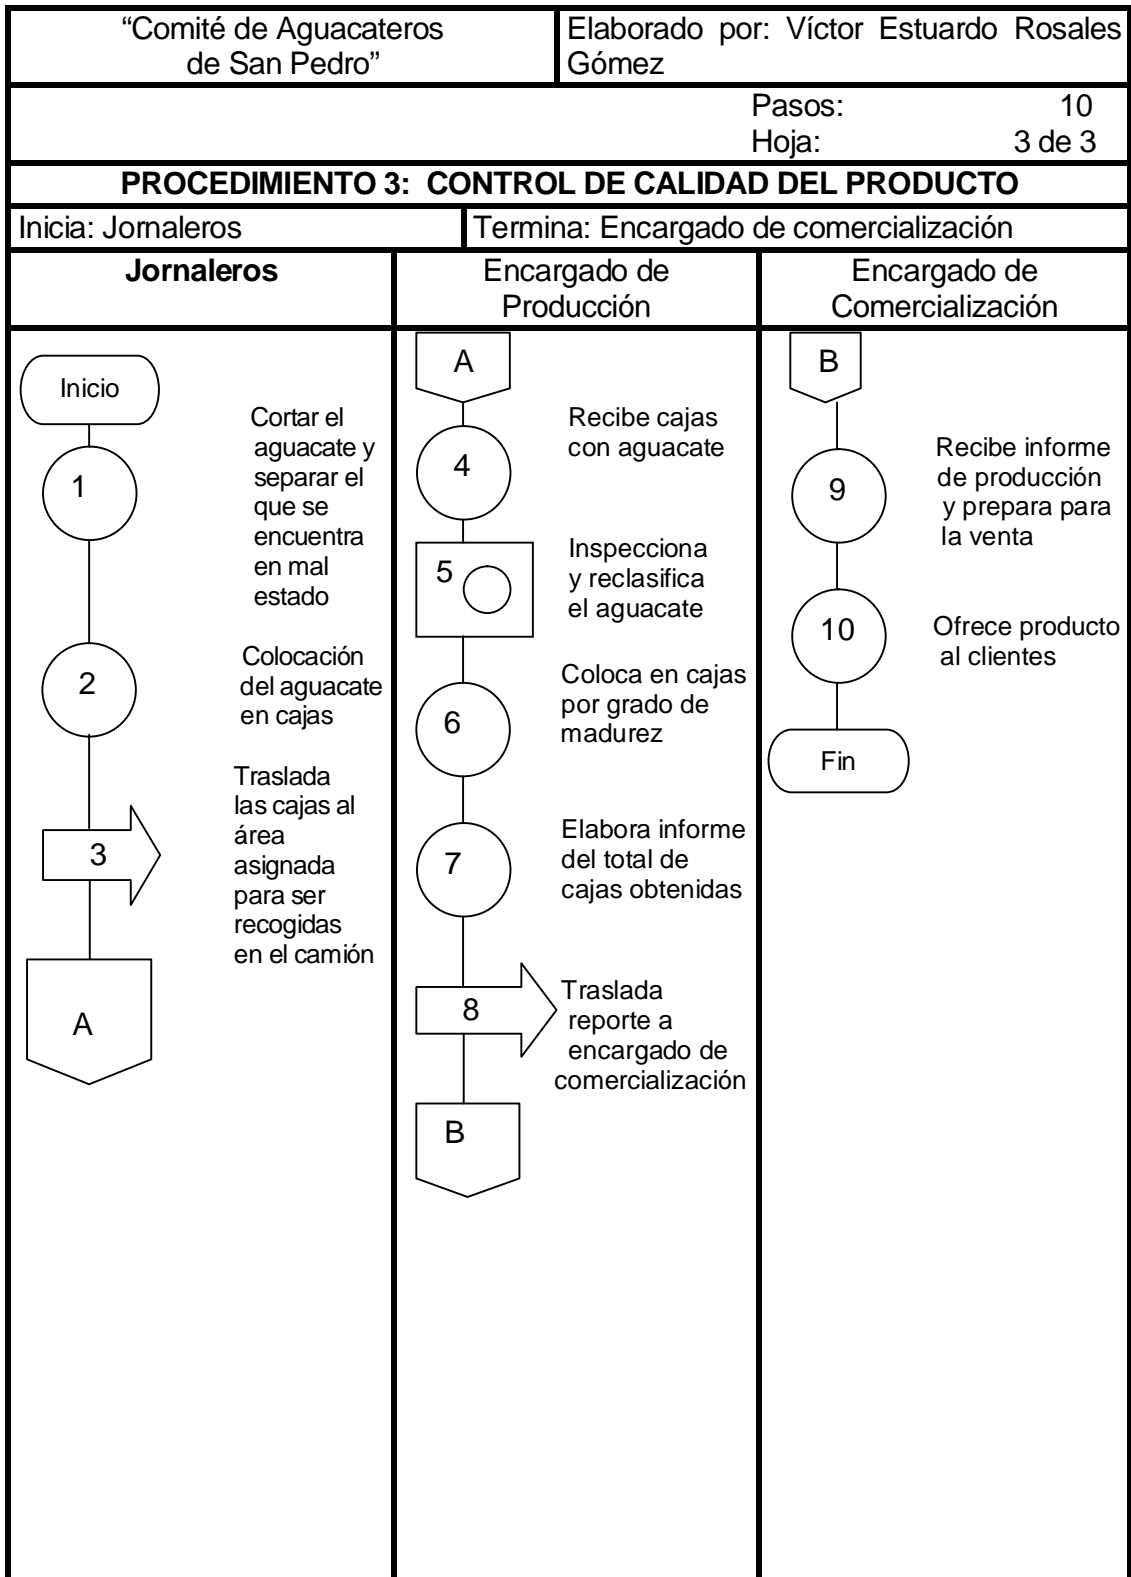 “Comité de Aguacateros
de San Pedro”
Elaborado por: Víctor Estuardo Rosales
Gómez
Pasos: 10
Hoja: 3 de 3
PROCEDIMIENTO 3: CONTROL DE CALIDAD DEL PRODUCTO
Inicia: Jornaleros
Termina: Encargado de comercialización
Jornaleros
Encargado de
Producción
Encargado de
Comercialización
Inicio
1
Cortar el
aguacate y
separar el
que se
encuentra
en mal
estado
2
Colocación
del aguacate
en cajas
3
Traslada
las cajas al
área
asignada
para ser
recogidas
en el camión
A
A
4
Recibe cajas
con aguacate
5
Inspecciona
y reclasifica
el aguacate
6
Coloca en cajas
por grado de
madurez
7
Elabora informe
del total de
cajas obtenidas
8
Traslada
reporte a
encargado de
comercialización
B
B
9
Recibe informe
de producción
y prepara para
la venta
10
Ofrece producto
al clientes
Fin